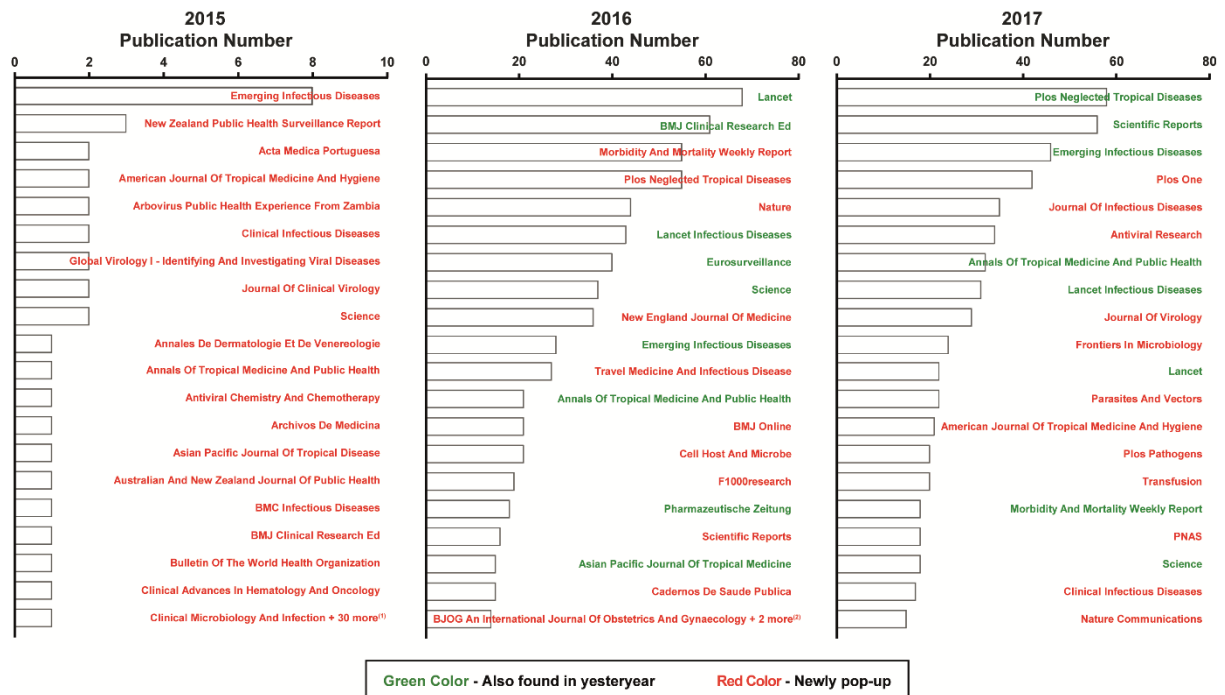 2015
Publication Number
0 2 4 6 8 10
Emerging Infectious Diseases
New Zealand Public Health Surveillance Report
Acta Medica Portuguesa
American Journal Of Tropical Medicine And Hygiene
Arbovirus Public Health Experience From Zambia
Clinical Infectious Diseases
Global Virology I - Identifying And Investigating Viral Diseases
Journal Of Clinical Virology
Science
Annales De Dermatologie Et De Venereologie
Annals Of Tropical Medicine And Public Health
Antiviral Chemistry And Chemotherapy
Archivos De Medicina
Asian Pacific Journal Of Tropical Disease
Australian And New Zealand Journal Of Public Health
BMC Infectious Diseases
BMJ Clinical Research Ed
Bulletin Of The World Health Organization
Clinical Advances In Hematology And Oncology
Clinical Microbiology And Infection + 30 more(1)
2016
Publication Number
0 20 40 60 80
Lancet
BMJ Clinical Research Ed
Morbidity And Mortality Weekly Report
Plos Neglected Tropical Diseases
Nature
Lancet Infectious Diseases
Eurosurveillance
Science
New England Journal Of Medicine
Emerging Infectious Diseases
Travel Medicine And Infectious Disease
Annals Of Tropical Medicine And Public Health
BMJ Online
Cell Host And Microbe
F1000research
Pharmazeutische Zeitung
Scientific Reports
Asian Pacific Journal Of Tropical Medicine
Cadernos De Saude Publica
BJOG An International Journal Of Obstetrics And Gynaecology + 2 more(2)
2017
Publication Number
0 20 40 60 80
Plos Neglected Tropical Diseases
Scientific Reports
Emerging Infectious Diseases
Plos One
Journal Of Infectious Diseases
Antiviral Research
Annals Of Tropical Medicine And Public Health
Lancet Infectious Diseases
Journal Of Virology
Frontiers In Microbiology
Lancet
Parasites And Vectors
American Journal Of Tropical Medicine And Hygiene
Plos Pathogens
Transfusion
Morbidity And Mortality Weekly Report
PNAS
Science
Clinical Infectious Diseases
Nature Communications
Green Color - Also found in yesteryear Red Color - Newly pop-up